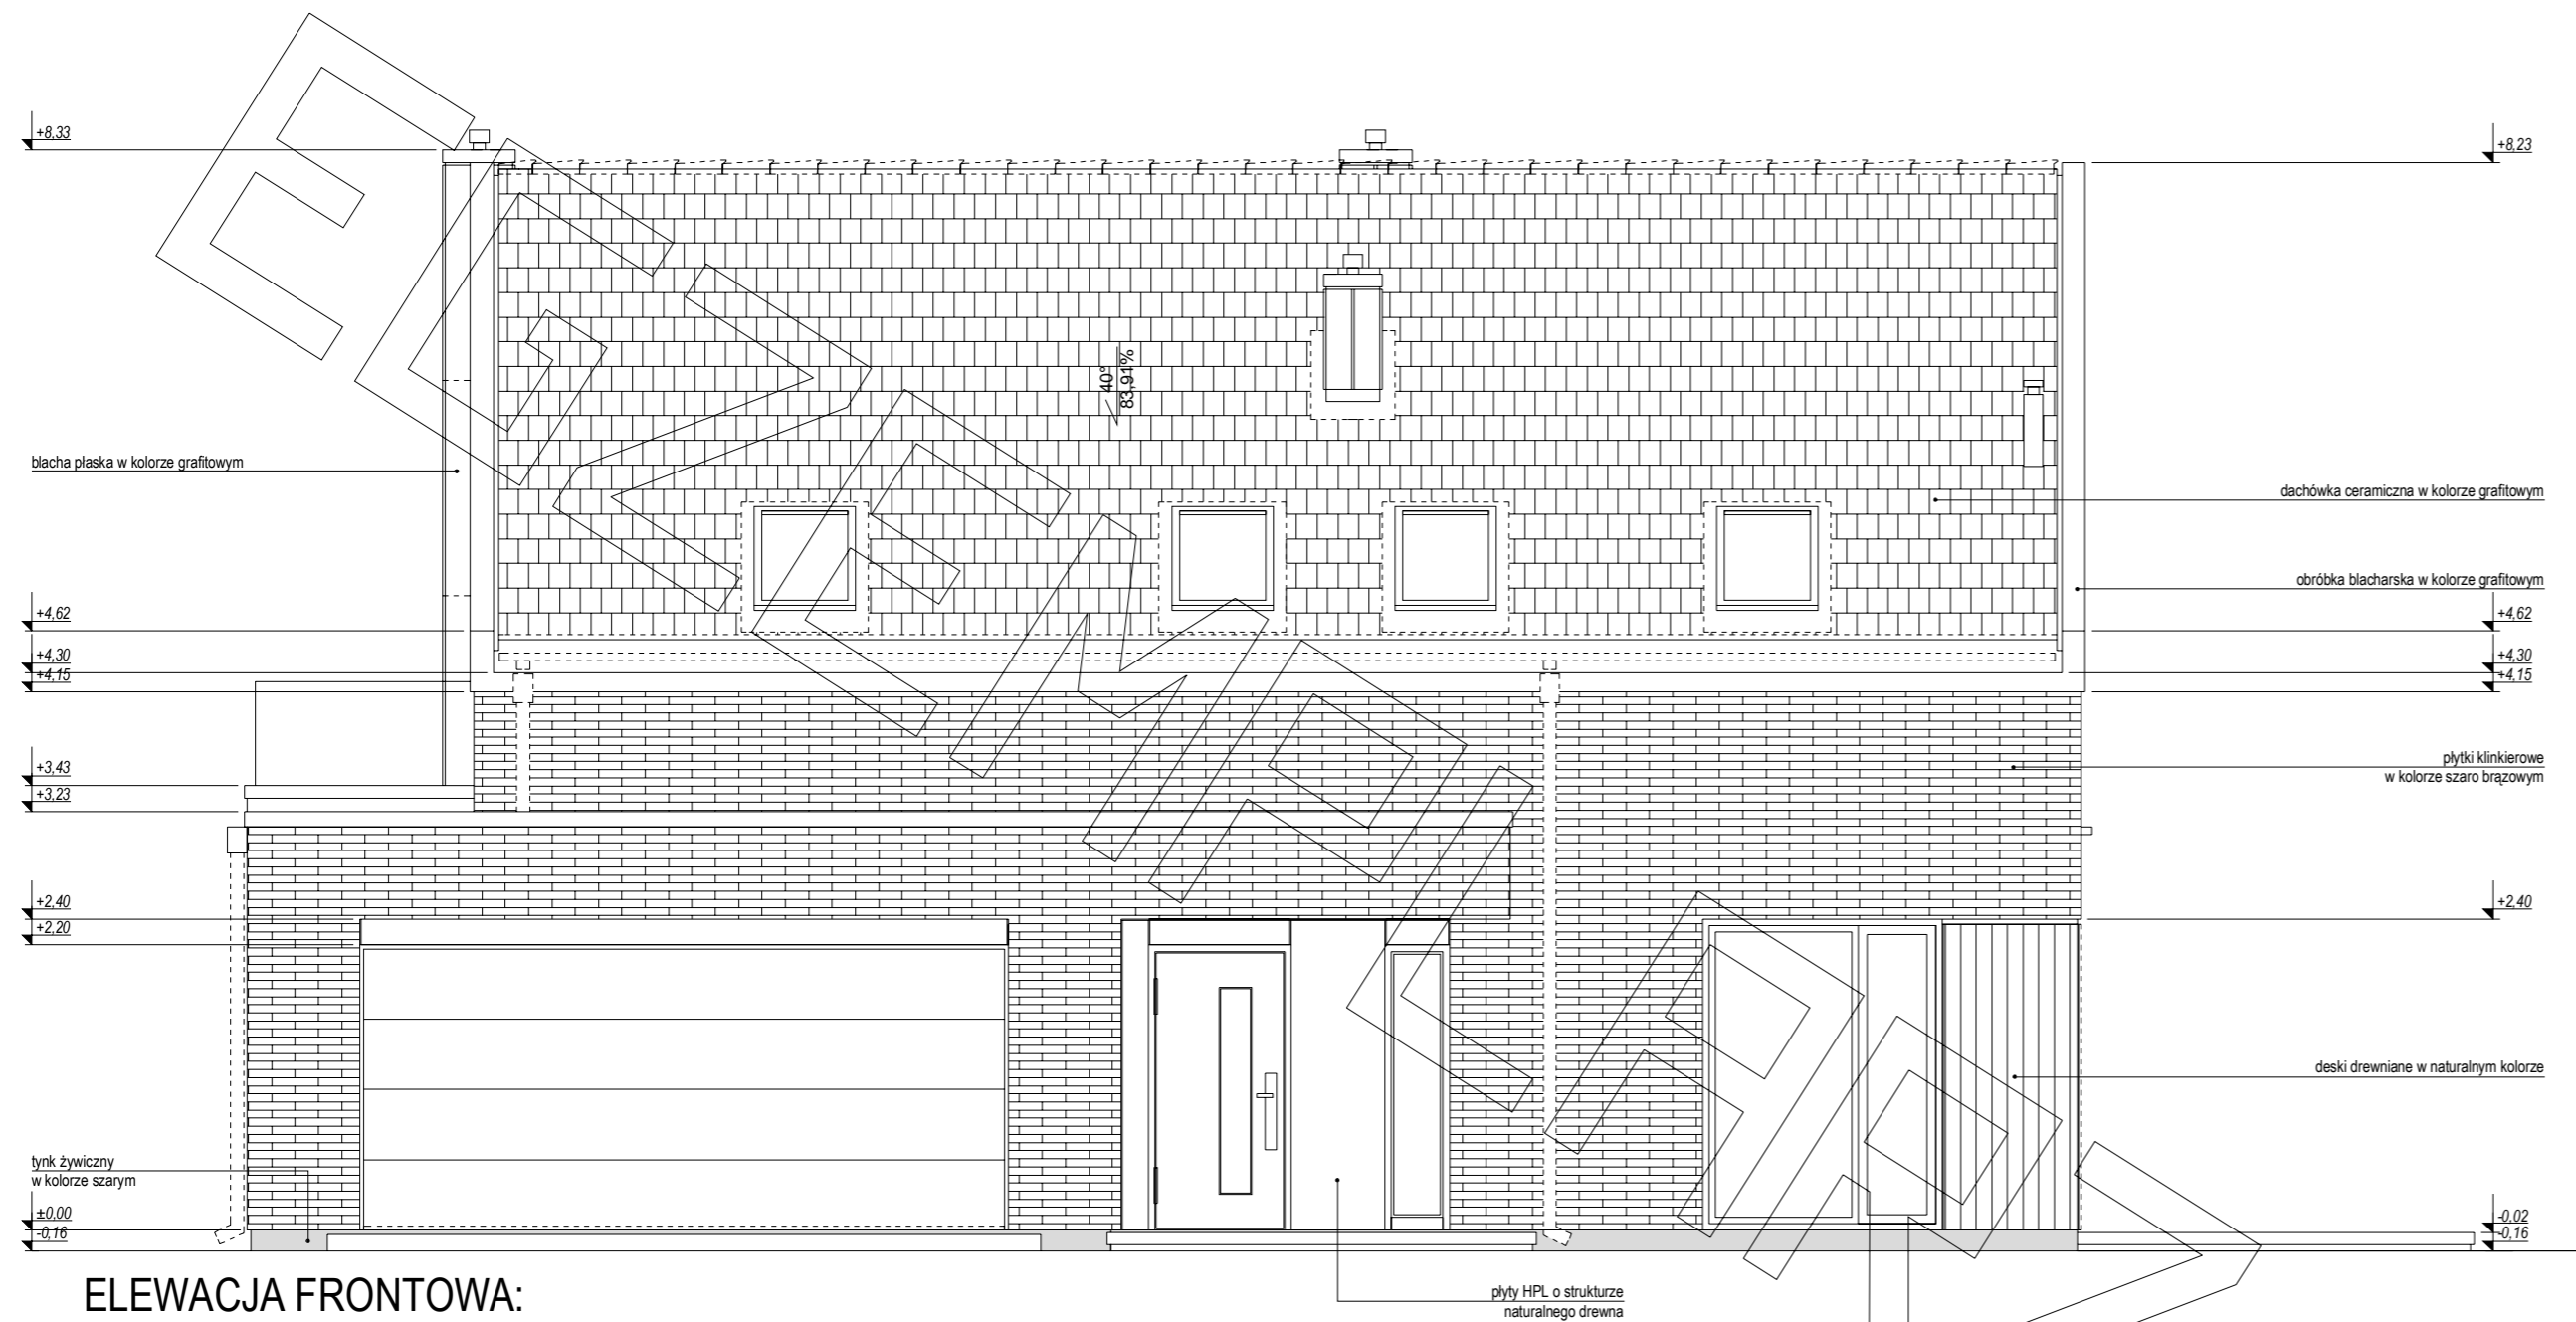 +8,33
+8,23
40°
83,91%
blacha płaska w kolorze grafitowym
dachówka ceramiczna w kolorze grafitowym
obróbka blacharska w kolorze grafitowym
+4,62
+4,62
+4,30
+4,30
+4,15
+4,15
płytki klinkierowe
w kolorze szaro brązowym
+3,43
+3,23
+2,40
+2,40
+2,20
deski drewniane w naturalnym kolorze
tynk żywiczny
w kolorze szarym
±0,00
-0,02
-0,16
-0,16
ELEWACJA FRONTOWA:
płyty HPL o strukturze
naturalnego drewna